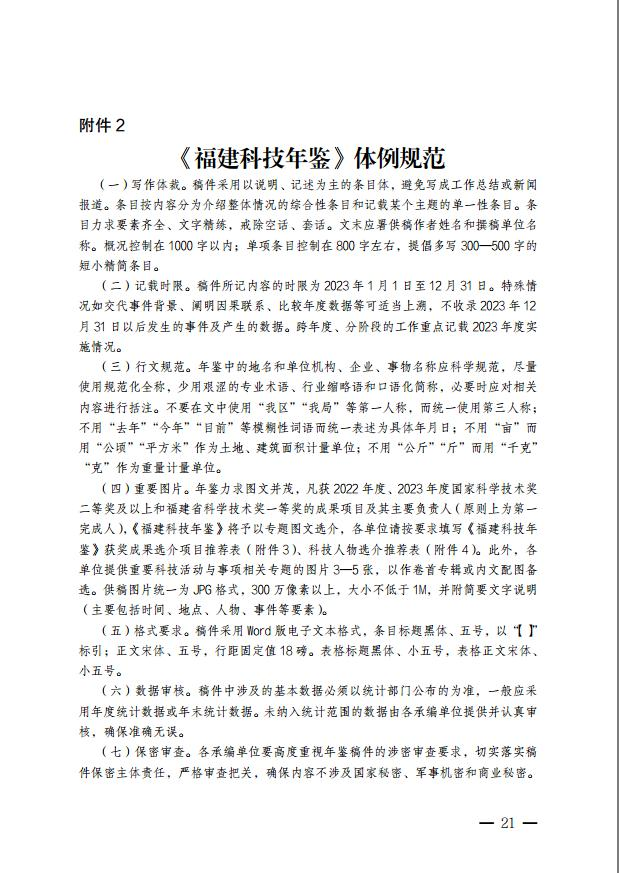 附件2
《福建科技年鉴》体例规范
（一）写作体裁。稿件采用以说明、记述为主的条目体，避免写成工作总结或新闻
报道。条目按内容分为介绍整体情况的综合性条目和记载某个主题的单一性条目。条
目力求要素齐全、文字精练，戒除空话、套话。文末应署供稿作者姓名和撰稿单位名
称。概况控制在1000字以内；单项条目控制在800字左右，提倡多写300—500字的
短小精简条目。
（二）记载时限。稿件所记内容的时限为2023年1月1日至12月31日。特殊情
况如交代事件背景、阐明因果联系、比较年度数据等可适当上溯，不收录2023年12
月31日以后发生的事件及产生的数据。跨年度、分阶段的工作重点记载2023年度实
施情况。
（三）行文规范。年鉴中的地名和单位机构、企业、事物名称应科学规范，尽量
使用规范化全称，少用艰涩的专业术语、行业缩略语和口语化简称，必要时应对相关
内容进行括注。不要在文中使用“我区”“我局”等第一人称，而统一使用第三人称；
不用“去年”“今年”“目前”等模糊性词语而统一表述为具体年月日；不用“亩”而
用“公顷”“平方米”作为土地、建筑面积计量单位；不用“公斤”“斤”而用“千克”
“克”作为重量计量单位。
（四）重要图片。年鉴力求图文并茂，凡获2022年度、2023年度国家科学技术奖
二等奖及以上和福建省科学技术奖一等奖的成果项目及其主要负责人（原则上为第一
完成人），《福建科技年鉴》将予以专题图文选介，各单位请按要求填写《福建科技年
鉴》获奖成果选介项目推荐表（附件3）、科技人物选介推荐表（附件4）。此外，各
单位提供重要科技活动与事项相关专题的图片3—5张，以作卷首专辑或内文配图备
选。供稿图片统一为JPG格式，300万像素以上，大小不低于1M，并附简要文字说明
（主要包括时间、地点、人物、事件等要素）。
（五）格式要求。稿件采用Word版电子文本格式，条目标题黑体、五号，以“【】”
标引；正文宋体、五号，行距固定值18磅。表格标题黑体、小五号，表格正文宋体、
小五号。
（六）数据审核。稿件中涉及的基本数据必须以统计部门公布的为准，一般应采
用年度统计数据或年末统计数据。未纳入统计范围的数据由各承编单位提供并认真审
核，确保准确无误。
（七）保密审查。各承编单位要高度重视年鉴稿件的涉密审查要求，切实落实稿
件保密主体责任，严格审查把关，确保内容不涉及国家秘密、军事机密和商业秘密。
— 21 —